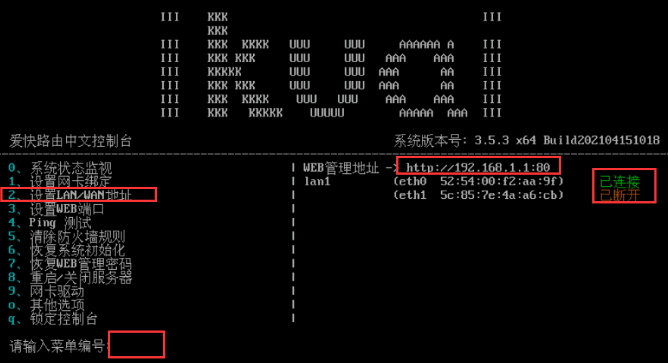 III KKK III
KKK
III KKK KKKK UUU UUU AAAAAA A III
III KKK KKK UUU UUU AAA AAA III
III KKKKK UUU UUU AAA AA III
III KKK KKK UUU UUU AAA AA III
III KKK KKKK UUU UUU AAA AAA III
III KKK KKKKK UUUUU AAAAA AAA III
爱快路由中文控制台 系统版本号: 3.5.3 x64 Build202104151018
0、系统状态监视 | WEB管理地址 -> http://192.168.1.1:80
1、设置网卡绑定 | lan1 (eth0 52:54:00:f2:aa:9f) 已连接
2、设置LAN/WAN地址 | (eth1 5c:85:7e:4a:a6:cb) 已断开
3、设置WEB端口 |
4、Ping 测试 |
5、清除防火墙规则 |
6、恢复系统初始化 |
7、恢复WEB管理密码 |
8、重启/关闭服务器 |
9、网卡驱动 |
o、其他选项 |
q、锁定控制台 |
请输入菜单编号: